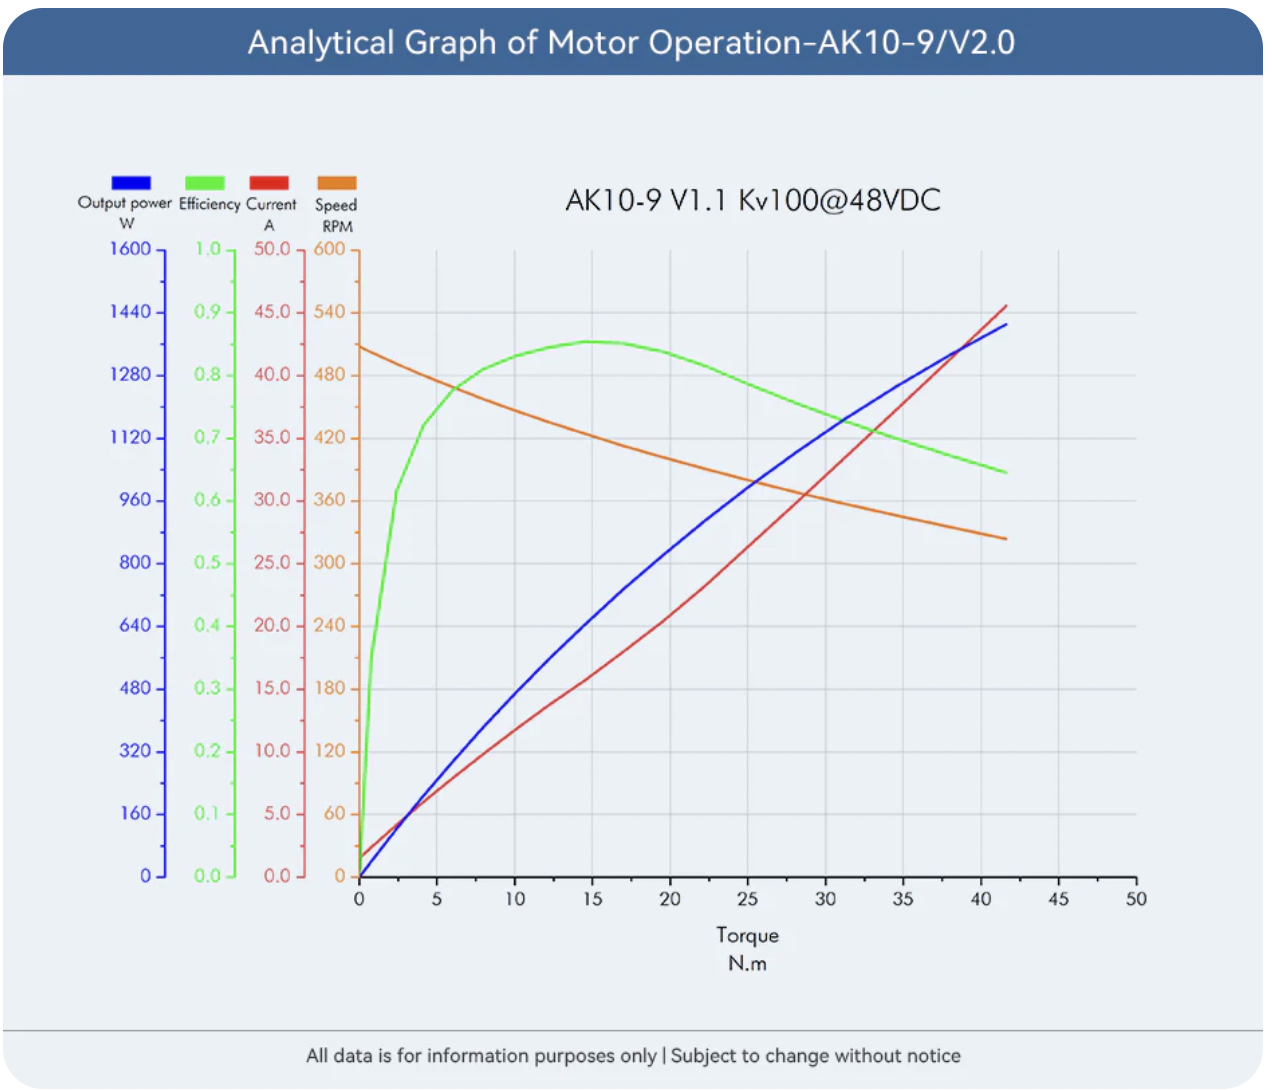 Analytical Graph of Motor Operation-AK10-9/V2.0
AK10-9 V1.1 Kv100@48VDC
Output power Efficiency Current Speed
W A RPM
1600 1.0 50.0 600
1440 0.9 45.0 540
1280 0.8 40.0 480
1120 0.7 35.0 420
960 0.6 30.0 360
800 0.5 25.0 300
640 0.4 20.0 240
480 0.3 15.0 180
320 0.2 10.0 120
160 0.1 5.0 60
0 0.0 0.0 0
0 5 10 15 20 25 30 35 40 45 50
Torque
N.m
All data is for information purposes only | Subject to change without notice